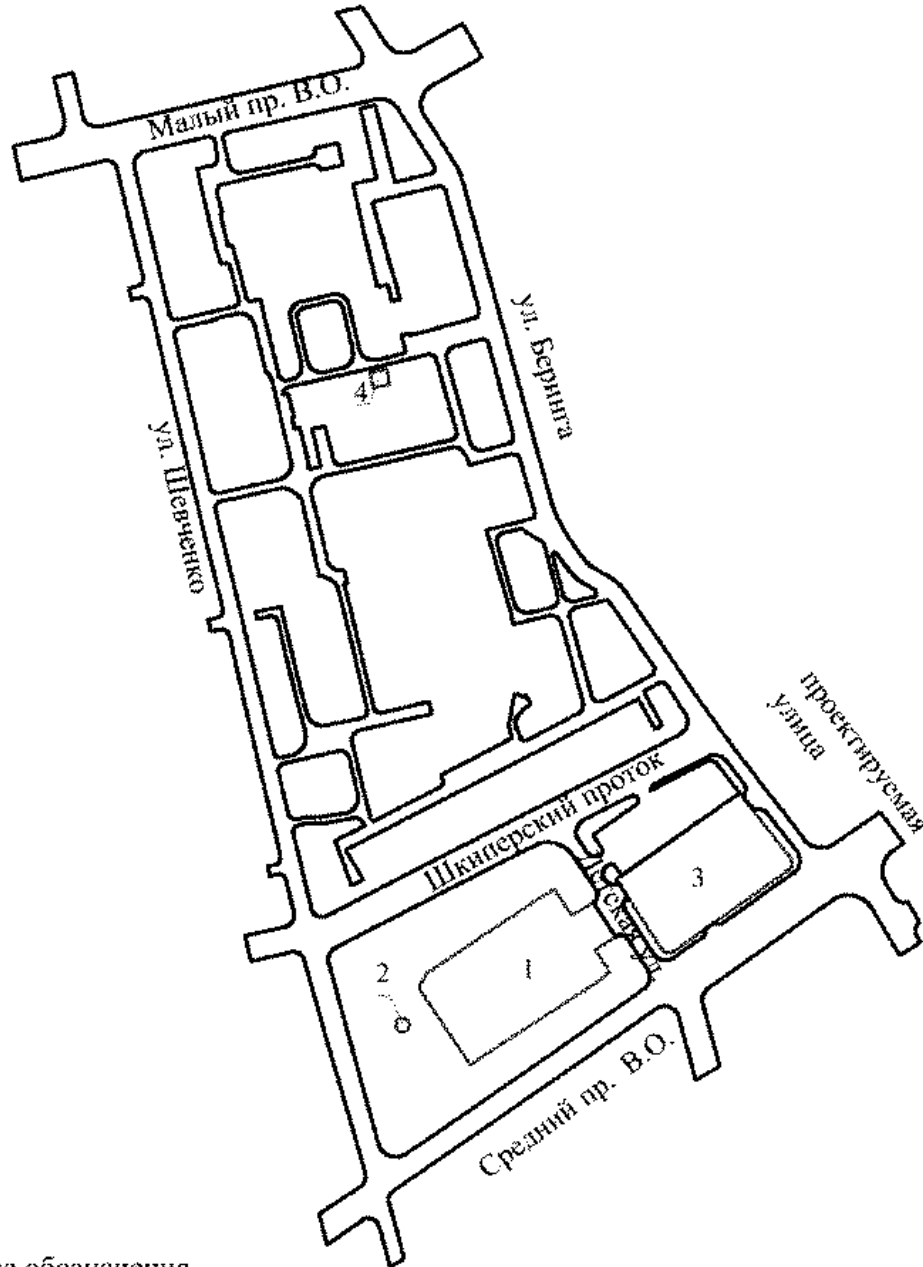 Малый пр. В.О.
ул. Беринга
4
ул. Шевченко
проектируемая
улица
Шкиперский проток
3
2
1
Средний пр. В.О.